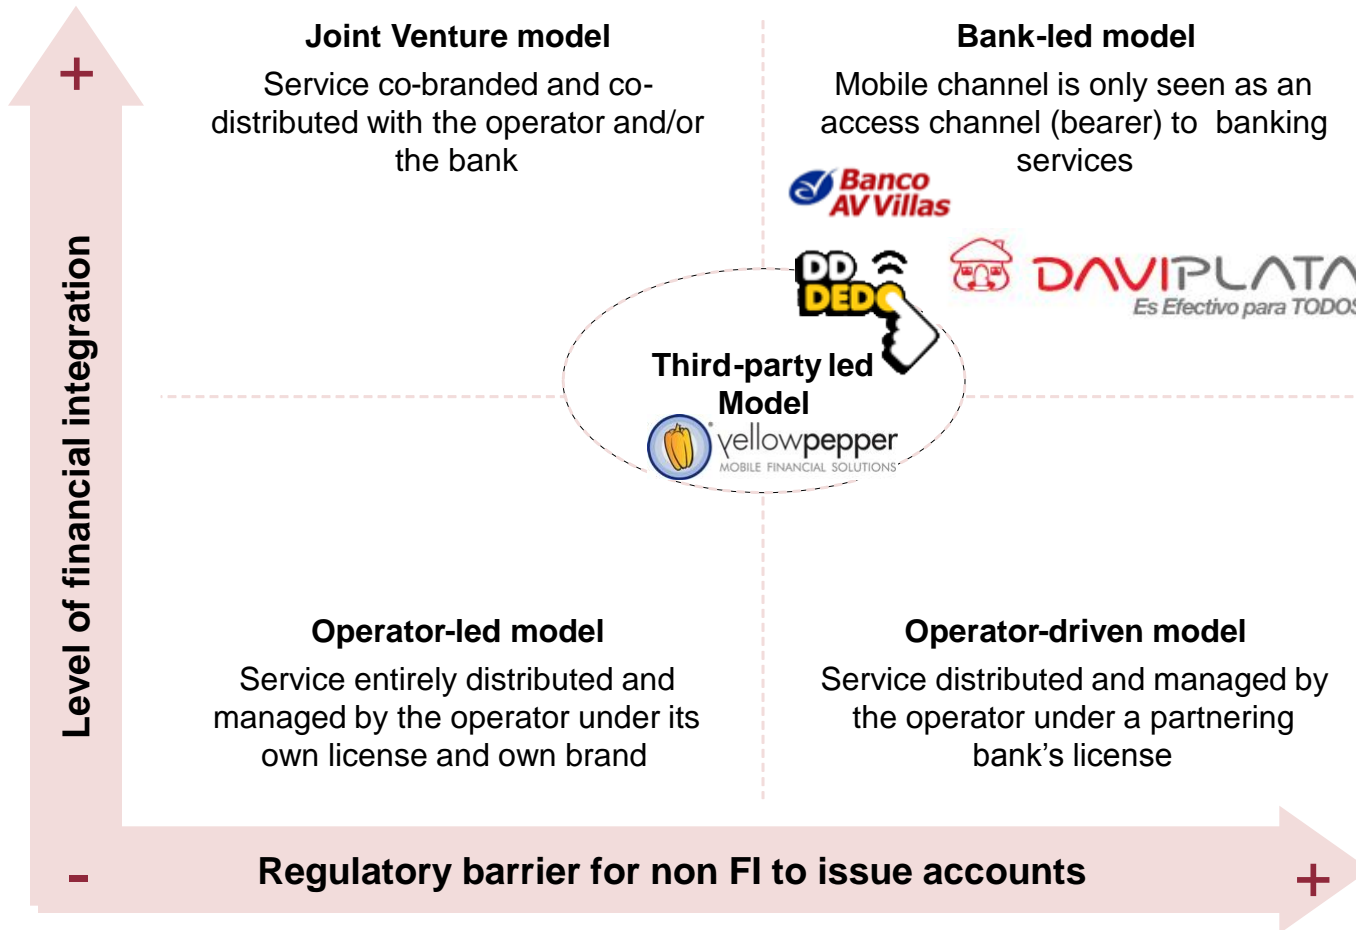 +
Level of financial integration
Joint Venture model
Service co-branded and co-
distributed with the operator and/or
the bank
Bank-led model
Mobile channel is only seen as an
access channel (bearer) to banking
services
Banco
AV Villas
DD
DEDO
DAVIPLATA
Es Efectivo para TODOS
Third-party led
Model
yellowpepper
MOBILE FINANCIAL SOLUTIONS
Operator-led model
Service entirely distributed and
managed by the operator under its
own license and own brand
Operator-driven model
Service distributed and managed by
the operator under a partnering
bank's license
-
Regulatory barrier for non FI to issue accounts
+